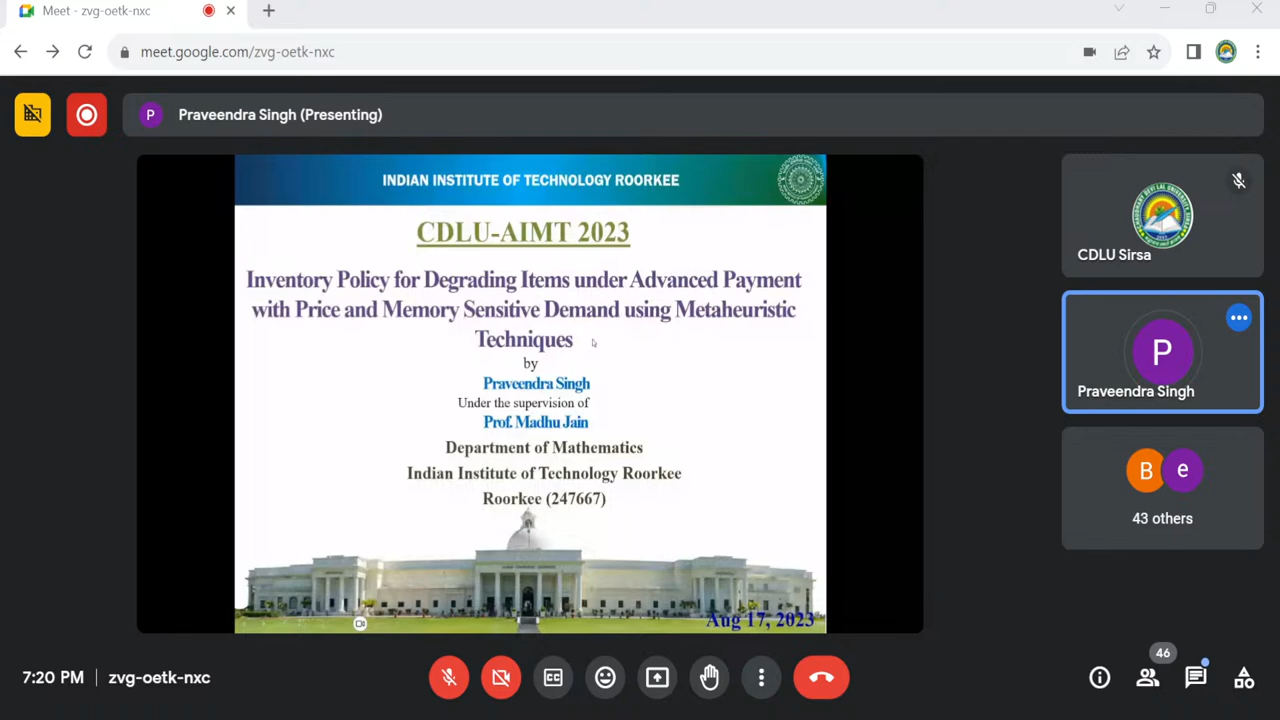 Meet - zvg-oetk-nxc
meet.google.com/zvg-oetk-nxc
P
Praveendra Singh (Presenting)
INDIAN INSTITUTE OF TECHNOLOGY ROORKEE
CDLU-AIMT 2023
Inventory Policy for Degrading Items under Advanced Payment
with Price and Memory Sensitive Demand using Metaheuristic
Techniques
by
Praveendra Singh
Under the supervision of
Prof. Madhu Jain
Department of Mathematics
Indian Institute of Technology Roorkee
Roorkee (247667)
Aug 17, 2023
CDLU Sirsa
P
Praveendra Singh
B e
43 others
7:20 PM zvg-oetk-nxc
CC
46